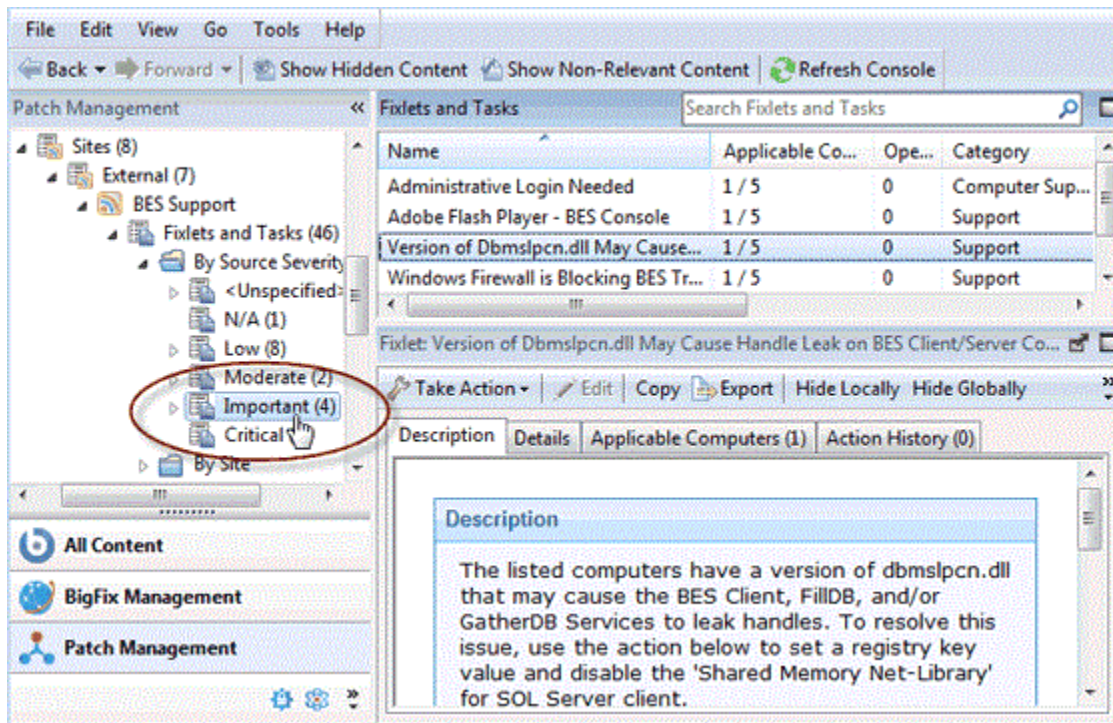 File Edit View Go Tools Help
Back Forward Show Hidden Content Show Non-Relevant Content Refresh Console
Patch Management «
Sites (8)
External (7)
BES Support
Fixlets and Tasks (46)
By Source Severity
<Unspecified>
N/A (1)
Low (8)
Moderate (2)
Important (4)
Critical
By Site
All Content
BigFix Management
Patch Management
»
Fixlets and Tasks Search Fixlets and Tasks
Name Applicable Co... Ope... Category
Administrative Login Needed 1 / 5 0 Computer Sup...
Adobe Flash Player - BES Console 1 / 5 0 Support
Version of Dbmslpcn.dll May Cause... 1 / 5 0 Support
Windows Firewall is Blocking BES Tr... 1 / 5 0 Support
Fixlet: Version of Dbmslpcn.dll May Cause Handle Leak on BES Client/Server Co...
Take Action Edit Copy Export Hide Locally Hide Globally »
Description Details Applicable Computers (1) Action History (0)
Description
The listed computers have a version of dbmslpcn.dll
that may cause the BES Client, FillDB, and/or
GatherDB Services to leak handles. To resolve this
issue, use the action below to set a registry key
value and disable the 'Shared Memory Net-Library'
for SQL Server client.